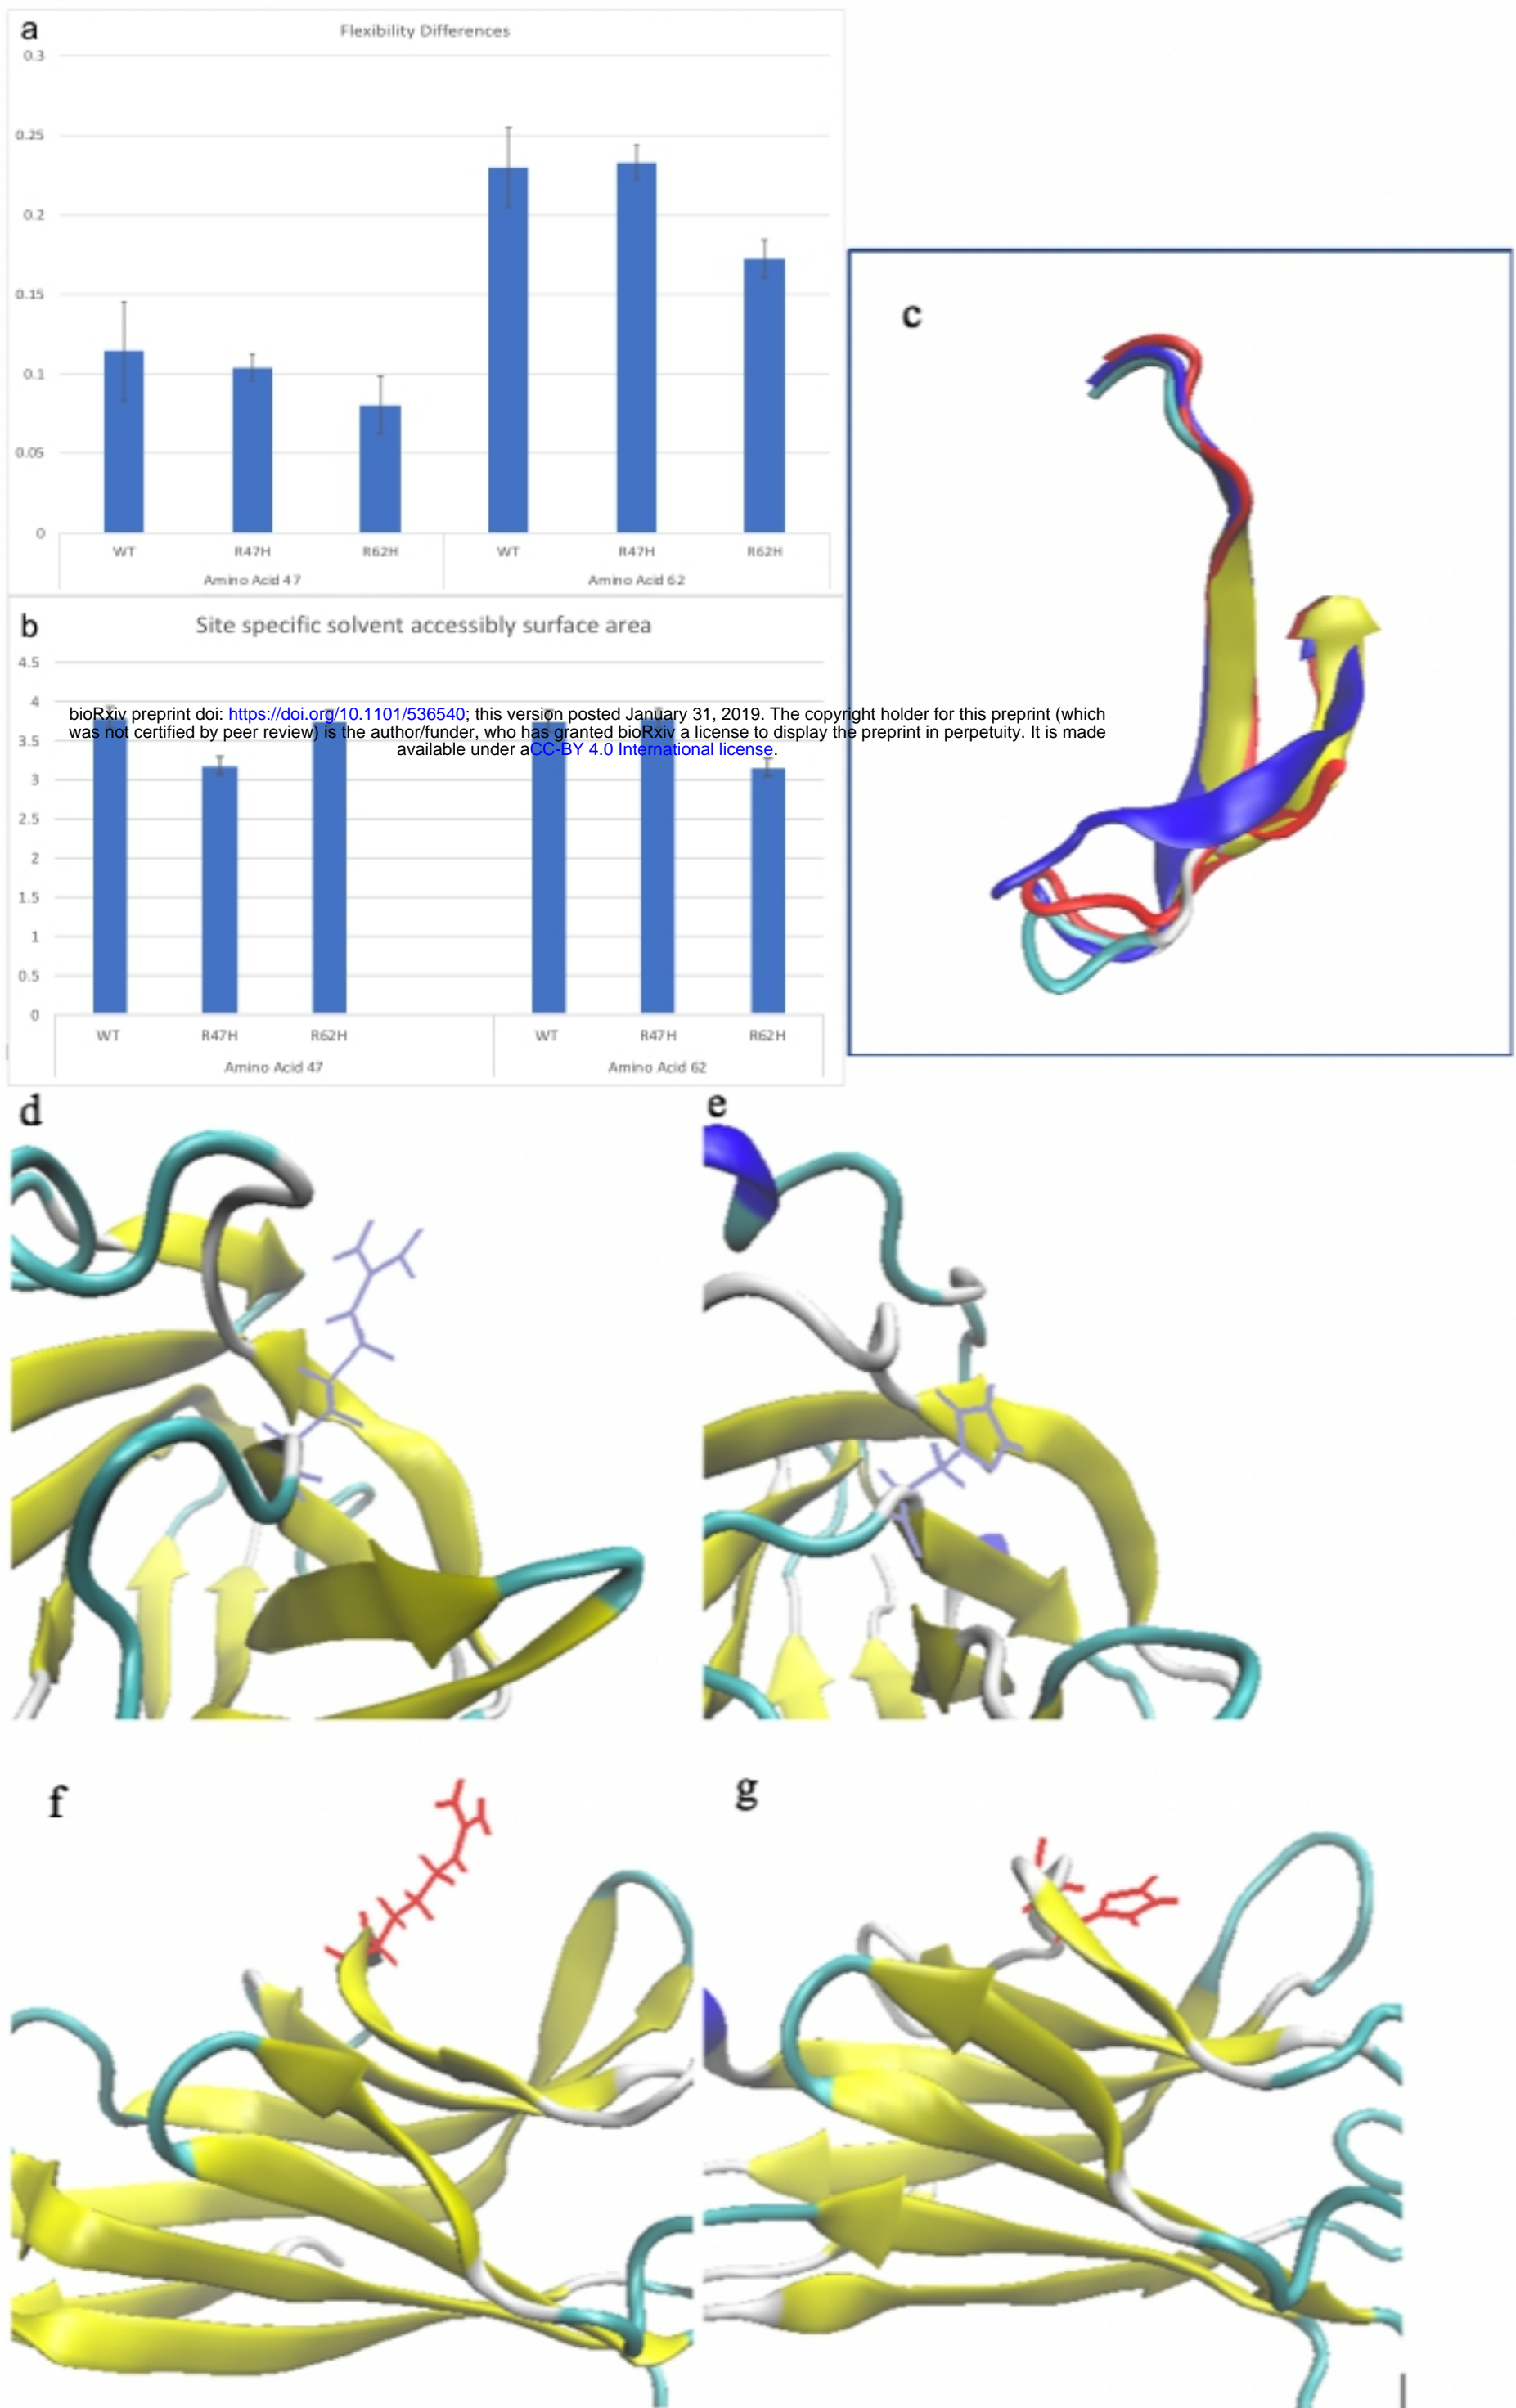 a
Flexibility Differences
0.3
0.25
0.2
0.15
0.1
0.05
0
WT R47H R62H WT R47H R62H
Amino Acid 47 Amino Acid 62
b
Site specific solvent accessibly surface area
4.5
4
3.5
3
2.5
2
1.5
1
0.5
0
WT R47H R62H WT R47H R62H
Amino Acid 47 Amino Acid 62
bioRxiv preprint doi: https://doi.org/10.1101/536540; this version posted January 31, 2019. The copyright holder for this preprint (which
was not certified by peer review) is the author/funder, who has granted bioRxiv a license to display the preprint in perpetuity. It is made
available under aCC-BY 4.0 International license.
c
d
e
f
g